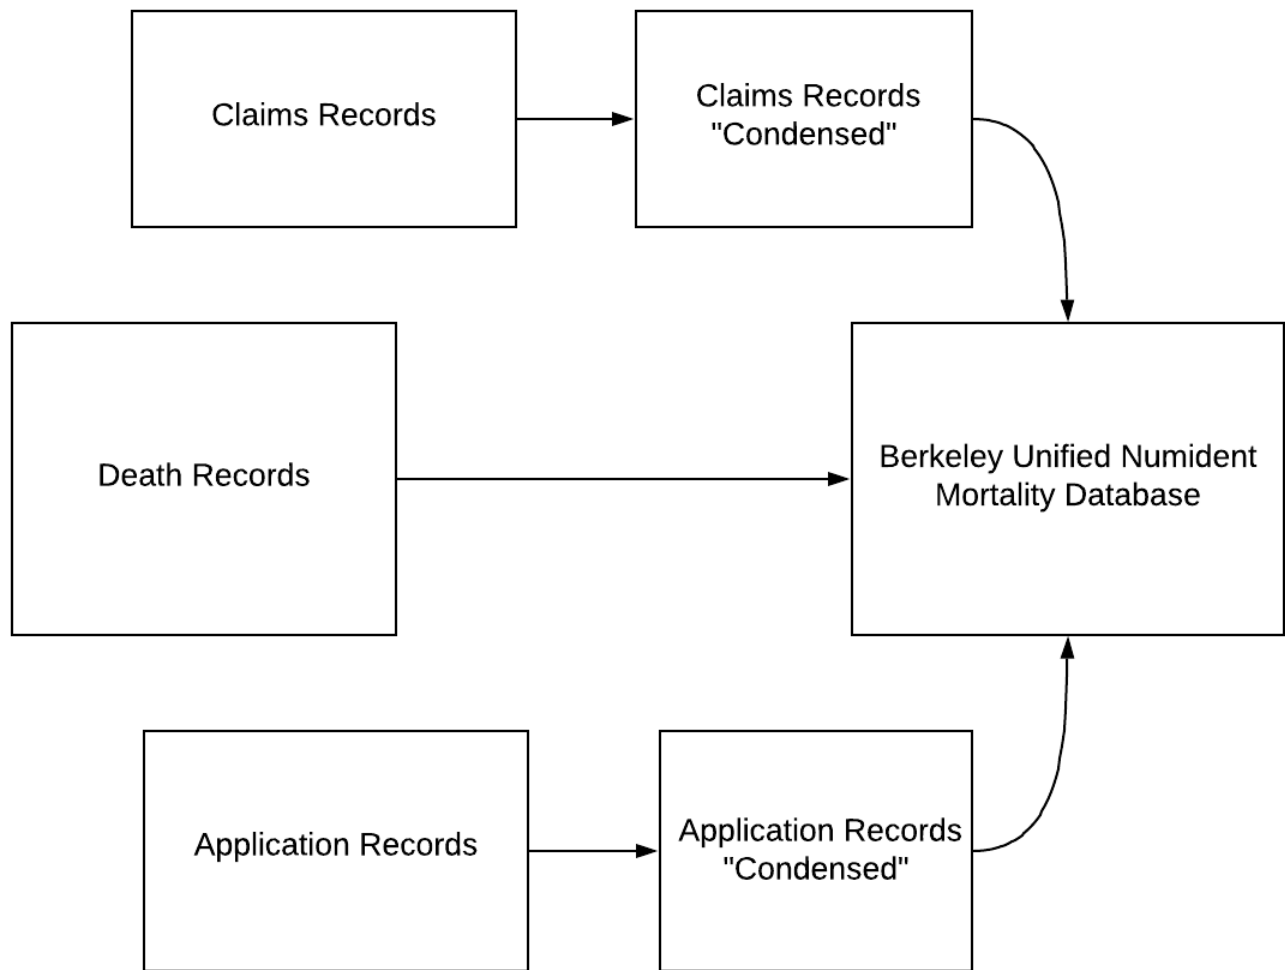 Claims Records
Claims Records
"Condensed"
Death Records
Berkeley Unified Numident
Mortality Database
Application Records
Application Records
"Condensed"